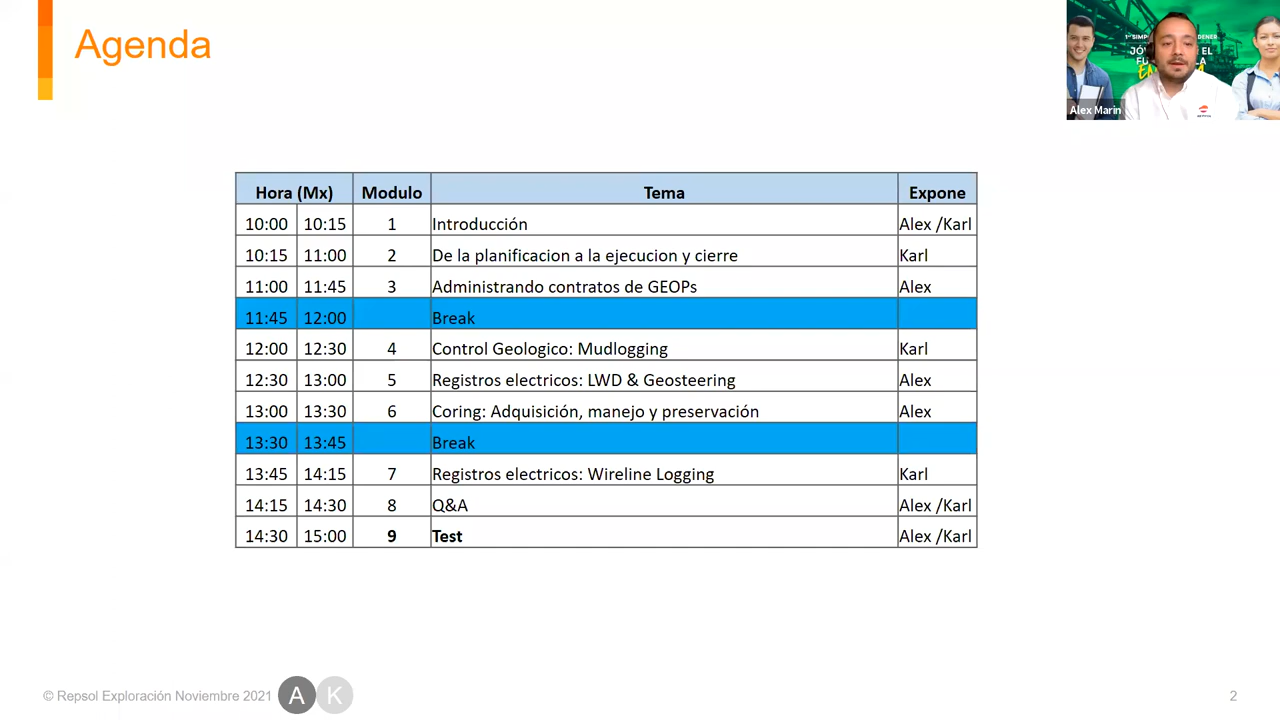 Agenda
Alex Marin
Hora (Mx) Modulo Tema Expone
10:00 10:15 1 Introducción Alex /Karl
10:15 11:00 2 De la planificacion a la ejecucion y cierre Karl
11:00 11:45 3 Administrando contratos de GEOPs Alex
11:45 12:00 Break
12:00 12:30 4 Control Geologico: Mudlogging Karl
12:30 13:00 5 Registros electricos: LWD & Geosteering Alex
13:00 13:30 6 Coring: Adquisición, manejo y preservación Alex
13:30 13:45 Break
13:45 14:15 7 Registros electricos: Wireline Logging Karl
14:15 14:30 8 Q&A Alex /Karl
14:30 15:00 9 Test Alex /Karl
© Repsol Exploración Noviembre 2021 A K 2